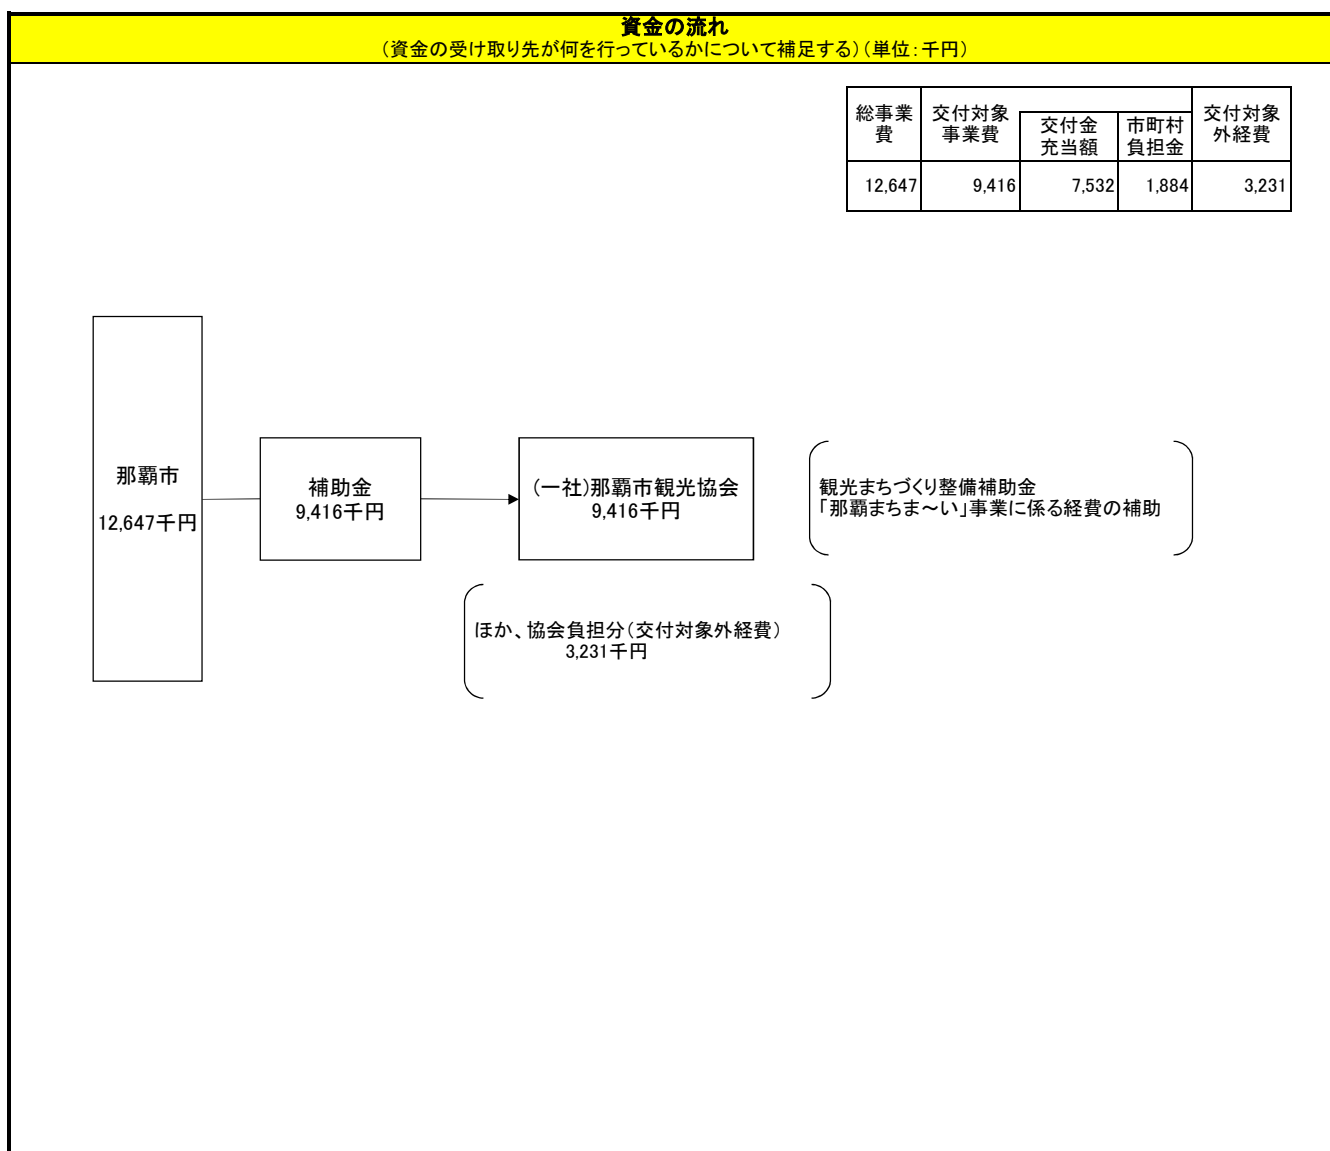 資金の流れ
（資金の受け取り先が何を行っているかについて補足する）（単位：千円）
総事業費
交付対象事業費
交付金充当額
市町村負担金
交付対象外経費
12,647
9,416
7,532
1,884
3,231
那覇市
12,647千円
補助金
9,416千円
（一社）那覇市観光協会
9,416千円
観光まちづくり整備補助金
「那覇まちま～い」事業に係る経費の補助
ほか、協会負担分（交付対象外経費）
3,231千円